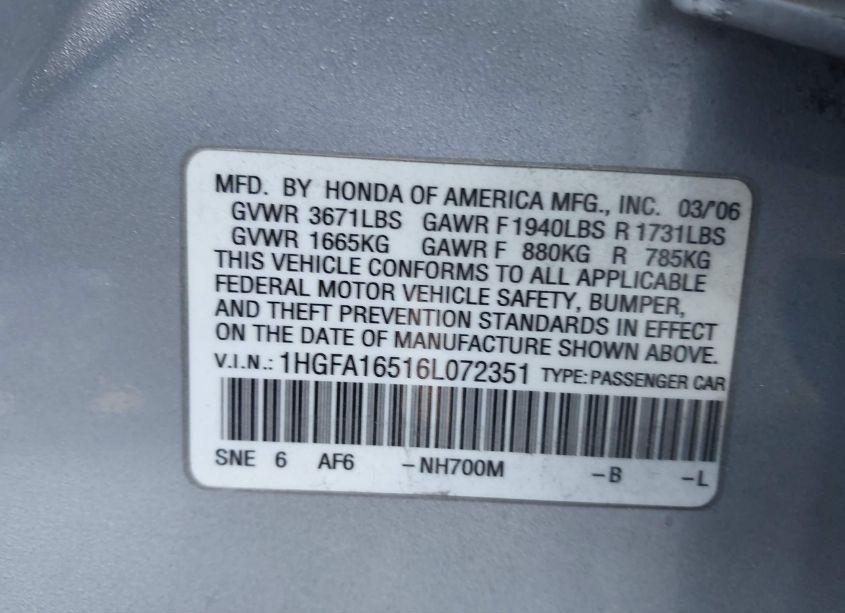 MFD. BY HONDA OF AMERICA MFG., INC. 03/'06
GVWR 3671LBS GAWR F 1940LBS R 1731LBS
GVWR 1665KG GAWR F 880KG R 785KG
THIS VEHICLE CONFORMS TO ALL APPLICABLE
FEDERAL MOTOR VEHICLE SAFETY, BUMPER,
AND THEFT PREVENTION STANDARDS IN EFFECT
ON THE DATE OF MANUFACTURE SHOWN ABOVE.
V.I.N.: 1HGFA16516L072351 TYPE: PASSENGER CAR
SNE 6 AF6 -NH700M -B -L